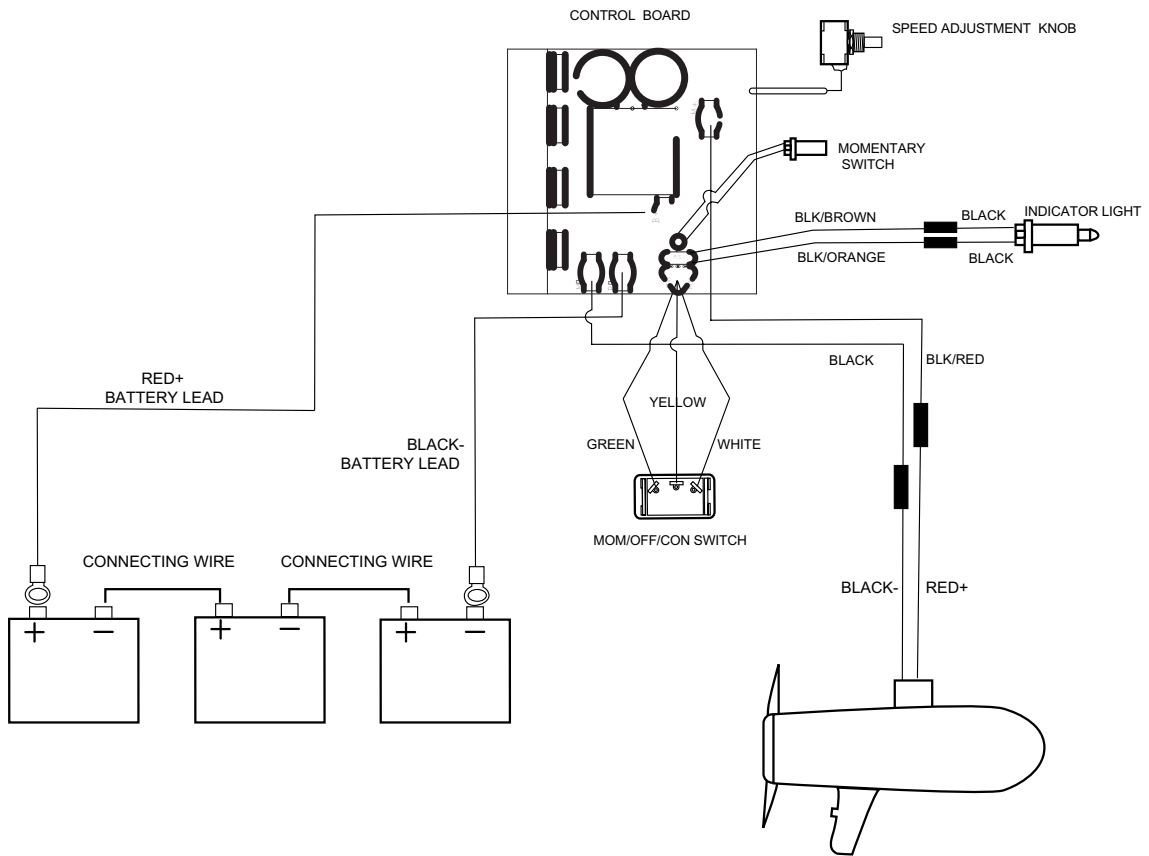 CONTROL BOARD
SPEED ADJUSTMENT KNOB
MOMENTARY
SWITCH
BLK/BROWN
BLACK
INDICATOR LIGHT
BLK/ORANGE
BLACK
BLACK
BLK/RED
RED+
BATTERY LEAD
YELLOW
BLACK-
BATTERY LEAD
GREEN
WHITE
MOM/OFF/CON SWITCH
CONNECTING WIRE
CONNECTING WIRE
BLACK-
RED+
+ –
+ –
+ –